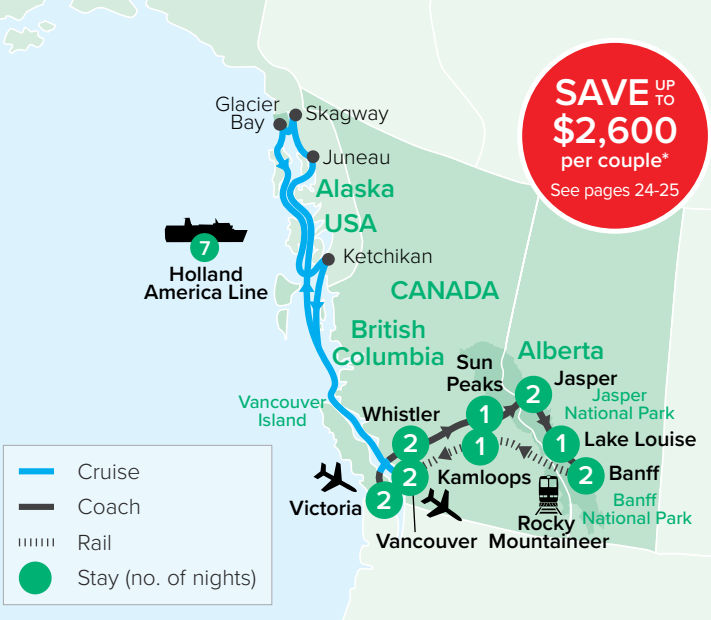 SAVE UP TO
$2,600
per couple*
See pages 24-25
Glacier
Bay
Skagway
Juneau
Alaska
USA
7
Holland
America Line
Ketchikan
CANADA
British
Columbia
Alberta
Sun
Peaks
2
Jasper
Jasper
National Park
Vancouver
Island
Whistler
1
2
1
1
Lake Louise
Kamloops
2
2
Banff
Victoria
2
Banff
National Park
Rocky
Mountaineer
Vancouver
Cruise
Coach
Rail
Stay (no. of nights)